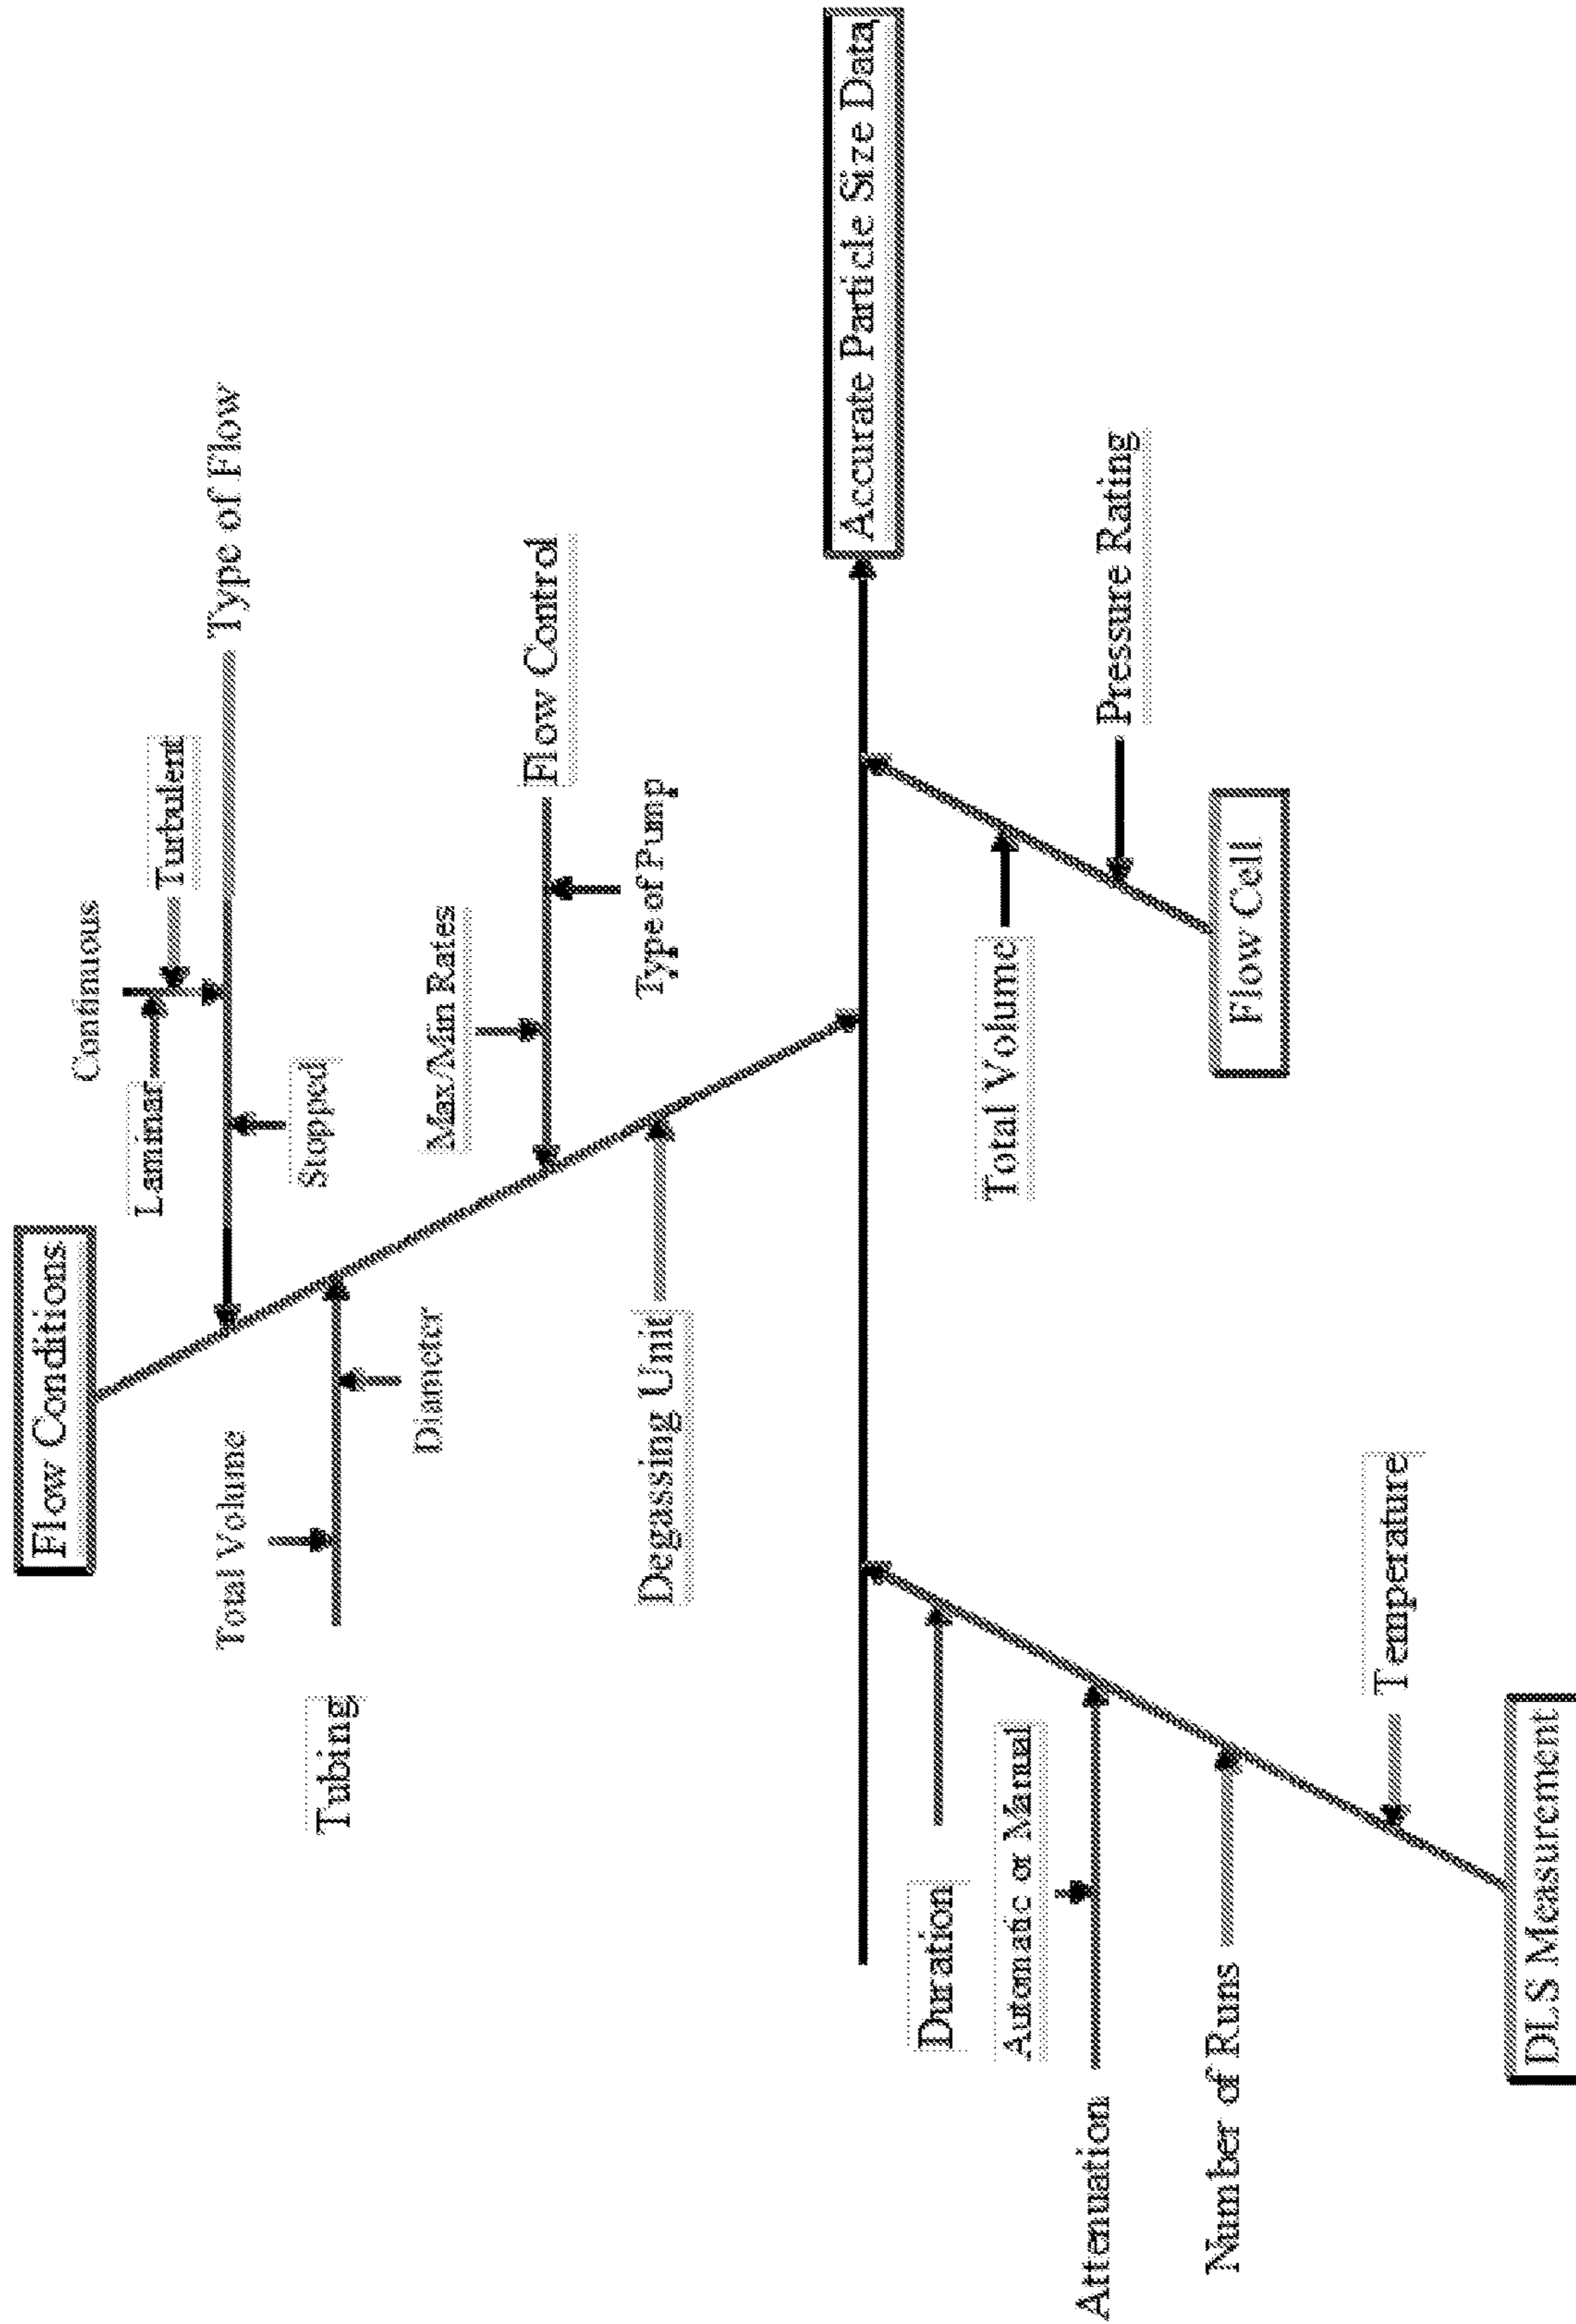 Flow Conditions
Continuous
Laminar
Turbulent
Type of Flow
Stopped
Total Volume
Tubing
Diameter
Max/Min Rates
Flow Control
Type of Pump
Degassing Unit
Accurate Particle Size Data
Duration
Automatic or Manual
Attenuation
Number of Runs
Temperature
DLS Measurement
Total Volume
Pressure Rating
Flow Cell